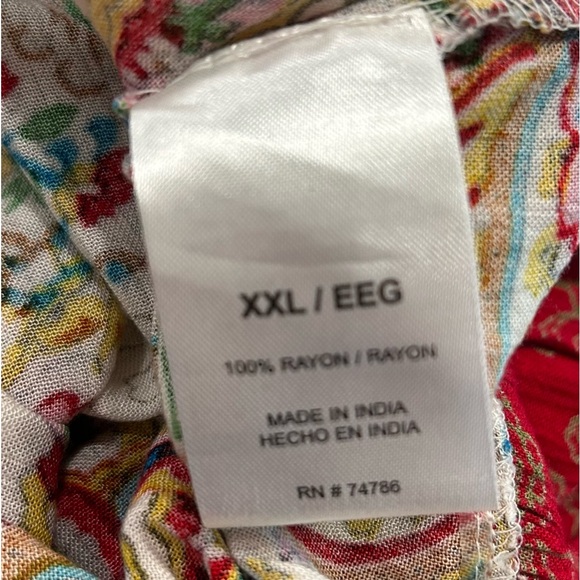 XXL / EEG
100% RAYON / RAYON
MADE IN INDIA
HECHO EN INDIA
RN # 74786